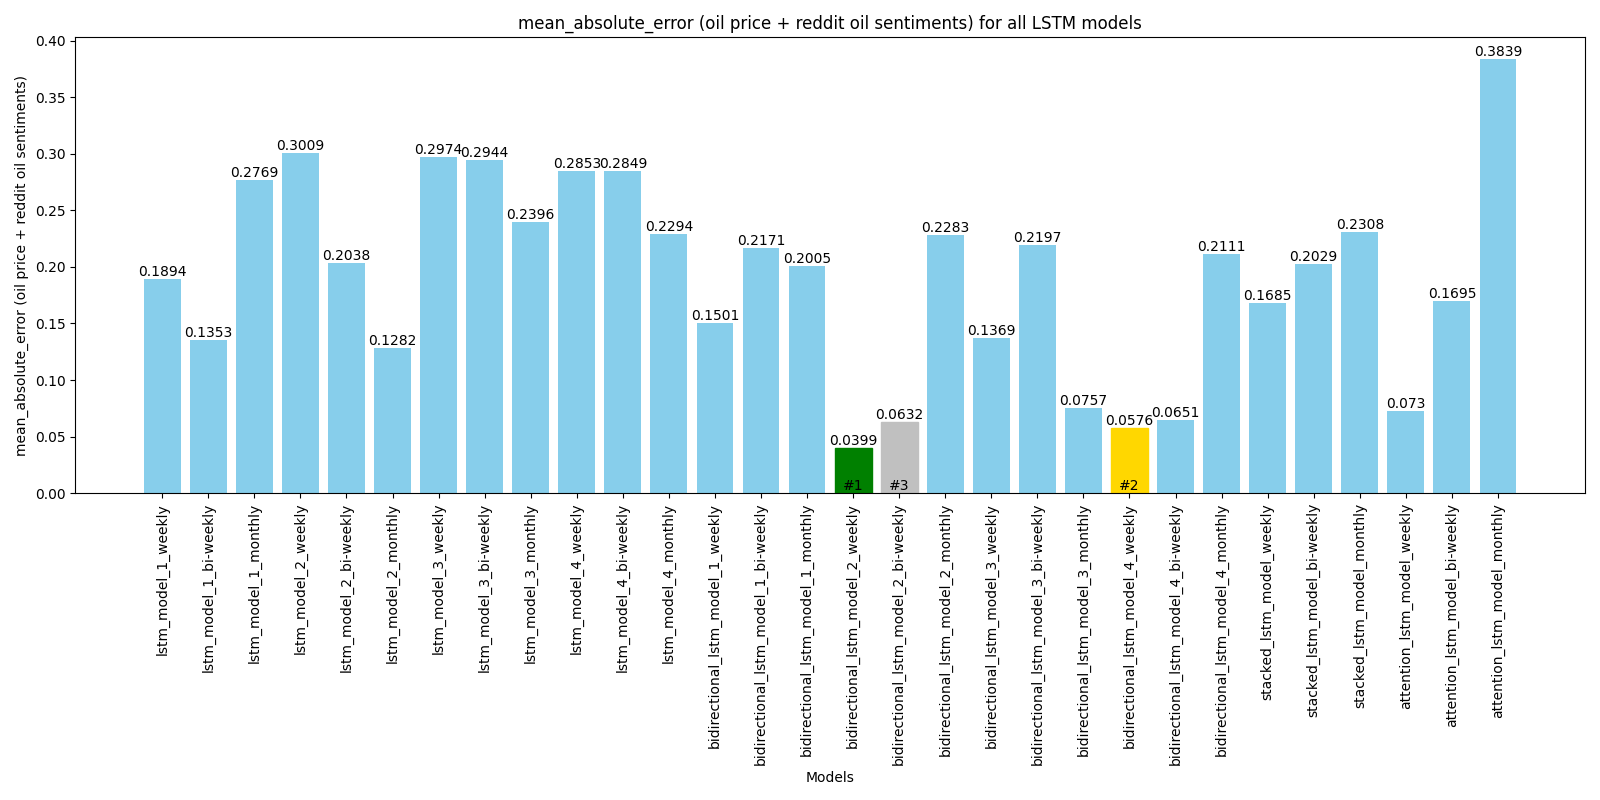 mean_absolute_error (oil price + reddit oil sentiments) for all LSTM models
mean_absolute_error (oil price + reddit oil sentiments)
0.40
0.35
0.30
0.25
0.20
0.15
0.10
0.05
0.00
0.1894
0.1353
0.2769
0.3009
0.2038
0.1282
0.2974
0.2944
0.2396
0.2853
0.2849
0.2294
0.1501
0.2171
0.2005
0.0399
0.0632
0.2283
0.1369
0.2197
0.0757
0.0576
0.0651
0.2111
0.1685
0.2029
0.2308
0.073
0.1695
0.3839
#1
#3
#2
lstm_model_1_weekly
lstm_model_1_bi-weekly
lstm_model_1_monthly
lstm_model_2_weekly
lstm_model_2_bi-weekly
lstm_model_2_monthly
lstm_model_3_weekly
lstm_model_3_bi-weekly
lstm_model_3_monthly
lstm_model_4_weekly
lstm_model_4_bi-weekly
lstm_model_4_monthly
bidirectional_lstm_model_1_weekly
bidirectional_lstm_model_1_bi-weekly
bidirectional_lstm_model_1_monthly
bidirectional_lstm_model_2_weekly
bidirectional_lstm_model_2_bi-weekly
bidirectional_lstm_model_2_monthly
bidirectional_lstm_model_3_weekly
bidirectional_lstm_model_3_bi-weekly
bidirectional_lstm_model_3_monthly
bidirectional_lstm_model_4_weekly
bidirectional_lstm_model_4_bi-weekly
bidirectional_lstm_model_4_monthly
stacked_lstm_model_weekly
stacked_lstm_model_bi-weekly
stacked_lstm_model_monthly
attention_lstm_model_weekly
attention_lstm_model_bi-weekly
attention_lstm_model_monthly
Models